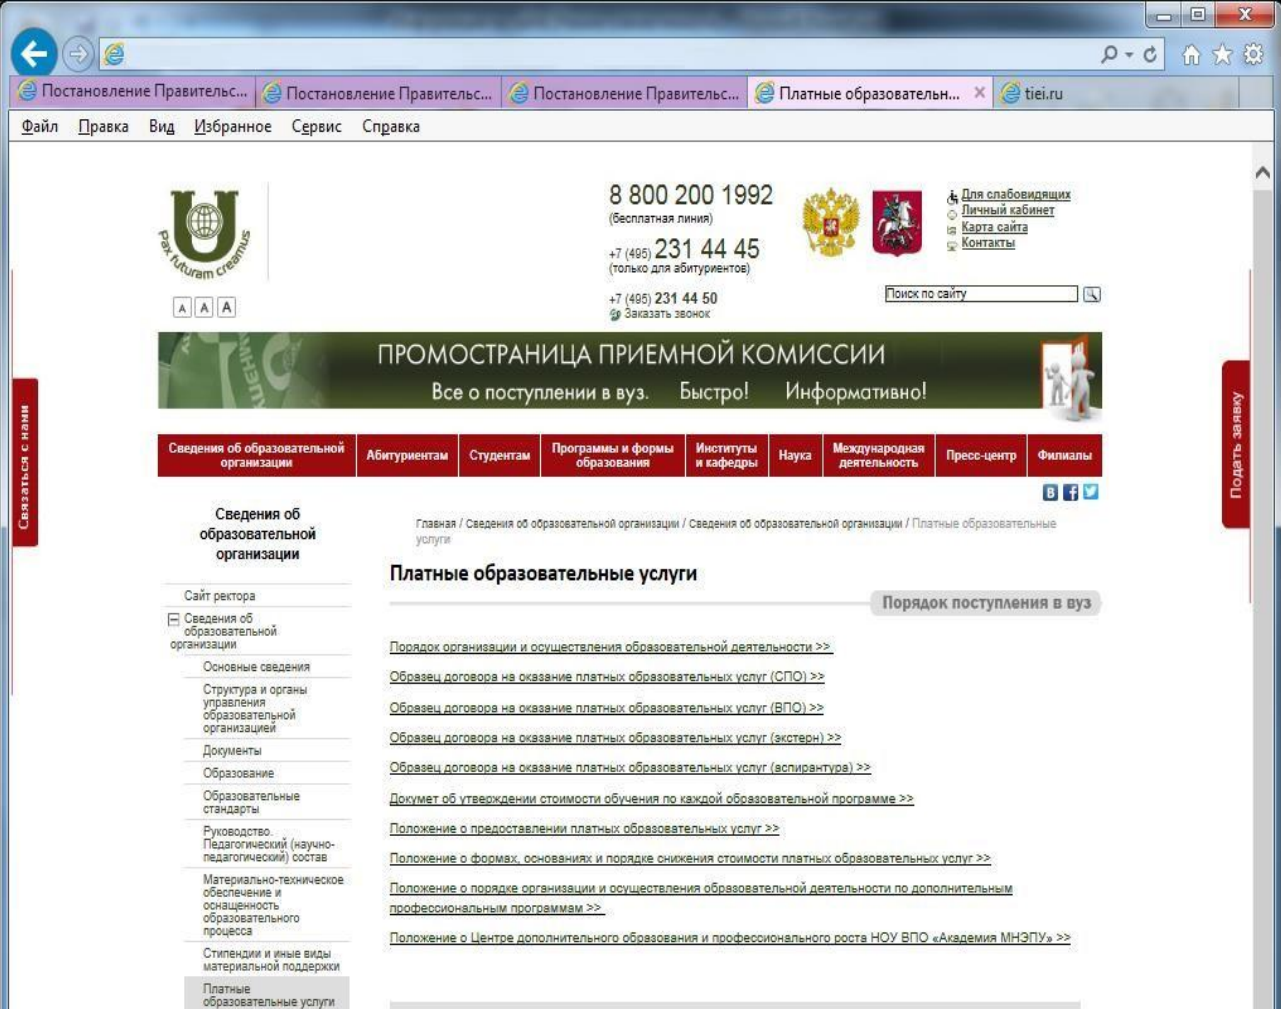 Постановление Правительс...
Постановление Правительс...
Постановление Правительс...
Платные образовательн...
tiei.ru
Файл Правка Вид Избранное Сервис Справка
Pax futuram creamus
A A A
8 800 200 1992
(бесплатная линия)
+7 (495) 231 44 45
(только для абитуриентов)
+7 (495) 231 44 50
Заказать звонок
Для слабовидящих
Личный кабинет
Карта сайта
Контакты
Поиск по сайту
ПРОМОСТРАНИЦА ПРИЕМНОЙ КОМИССИИ
Все о поступлении в вуз. Быстро! Информативно!
Связаться с нами
Подать заявку
Сведения об образовательной
организации
Абитуриентам
Студентам
Программы и формы
образования
Институты
и кафедры
Наука
Международная
деятельность
Пресс-центр
Филиалы
Сведения об
образовательной
организации
Сайт ректора
Сведения об
образовательной
организации
Основные сведения
Структура и органы
управления
образовательной
организацией
Документы
Образование
Образовательные
стандарты
Руководство.
Педагогический (научно-
педагогический) состав
Материально-техническое
обеспечение и
оснащенность
образовательного
процесса
Стипендии и иные виды
материальной поддержки
Платные
образовательные услуги
Главная / Сведения об образовательной организации / Сведения об образовательной организации / Платные образовательные
услуги
Платные образовательные услуги
Порядок поступления в вуз
Порядок организации и осуществления образовательной деятельности >>
Образец договора на оказание платных образовательных услуг (СПО) >>
Образец договора на оказание платных образовательных услуг (ВПО) >>
Образец договора на оказание платных образовательных услуг (экстерн) >>
Образец договора на оказание платных образовательных услуг (аспирантура) >>
Докумет об утверждении стоимости обучения по каждой образовательной программе >>
Положение о предоставлении платных образовательных услуг >>
Положение о формах, основаниях и порядке снижения стоимости платных образовательных услуг >>
Положение о порядке организации и осуществления образовательной деятельности по дополнительным
профессиональным программам >>
Положение о Центре дополнительного образования и профессионального роста НОУ ВПО «Академия МНЭПУ» >>